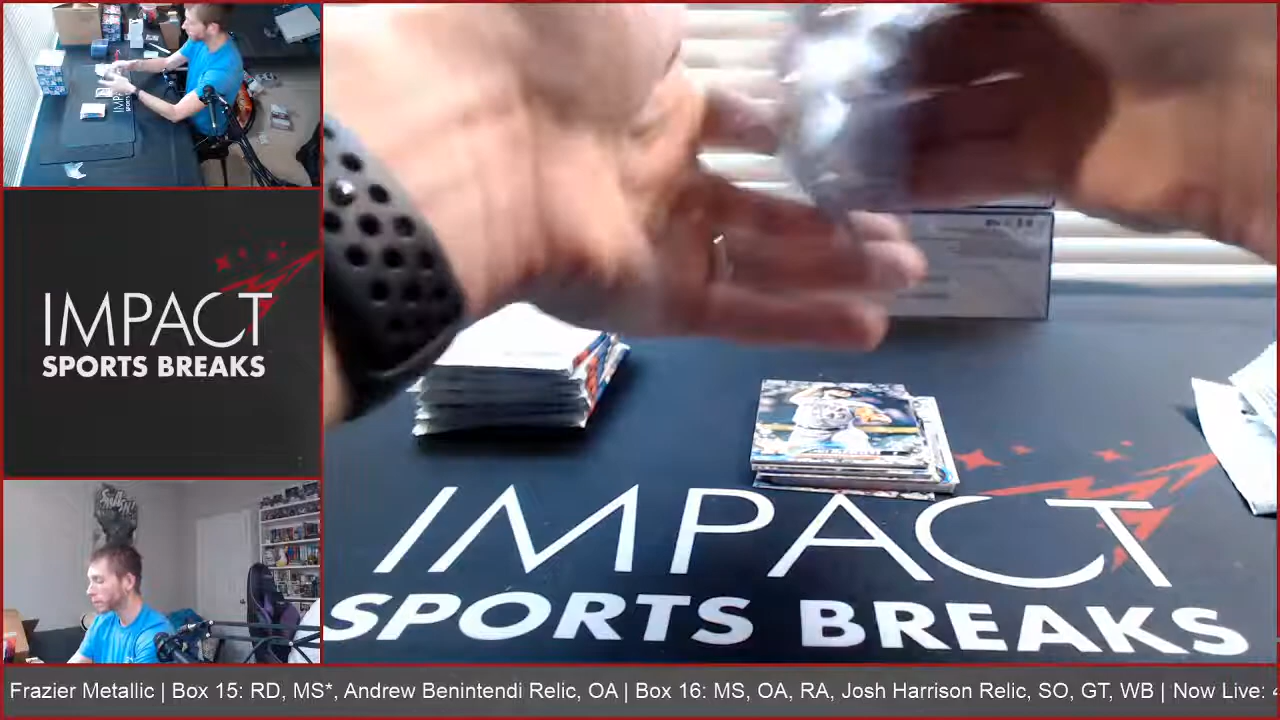 IMPACT
SPORTS BREAKS
IMPACT
SPORTS BREAKS
Frazier Metallic | Box 15: RD, MS*, Andrew Benintendi Relic, OA | Box 16: MS, OA, RA, Josh Harrison Relic, SO, GT, WB | Now Live: